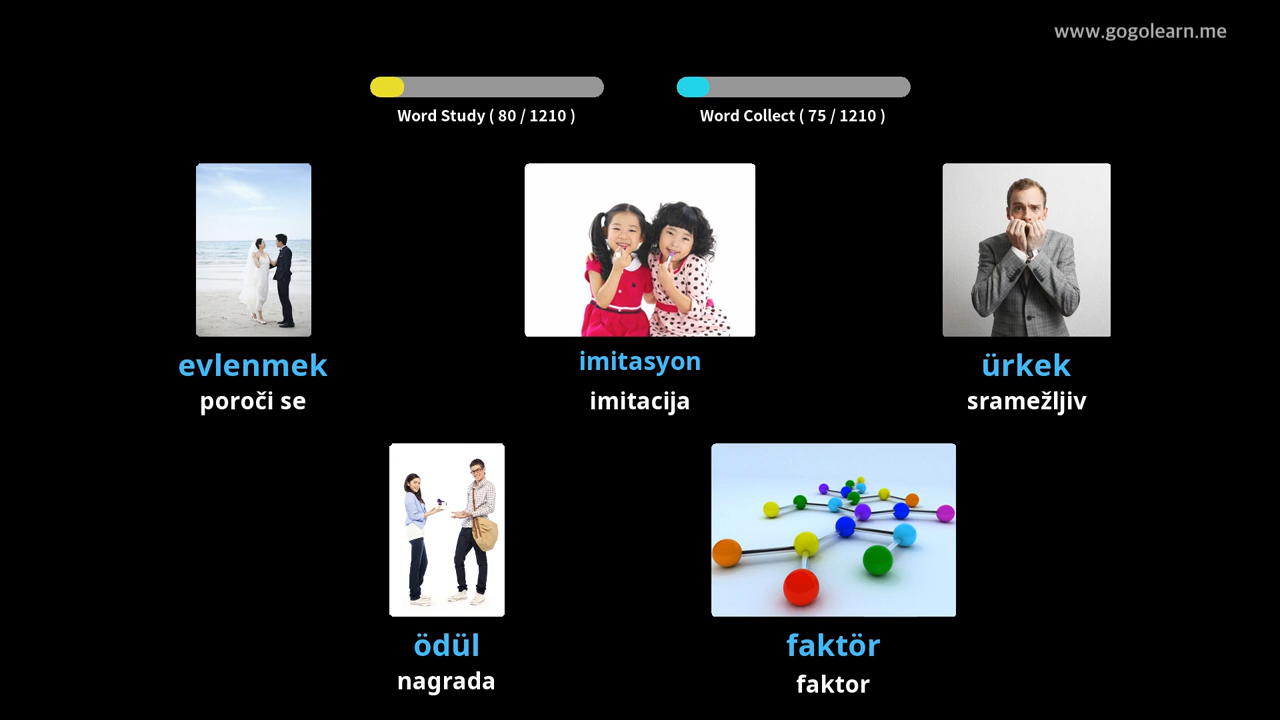 www.gogolearn.me
Word Study ( 80 / 1210 )
Word Collect ( 75 / 1210 )
evlenmek
poroči se
imitasyon
imitacija
ürkek
sramežljiv
ödül
nagrada
faktör
faktor